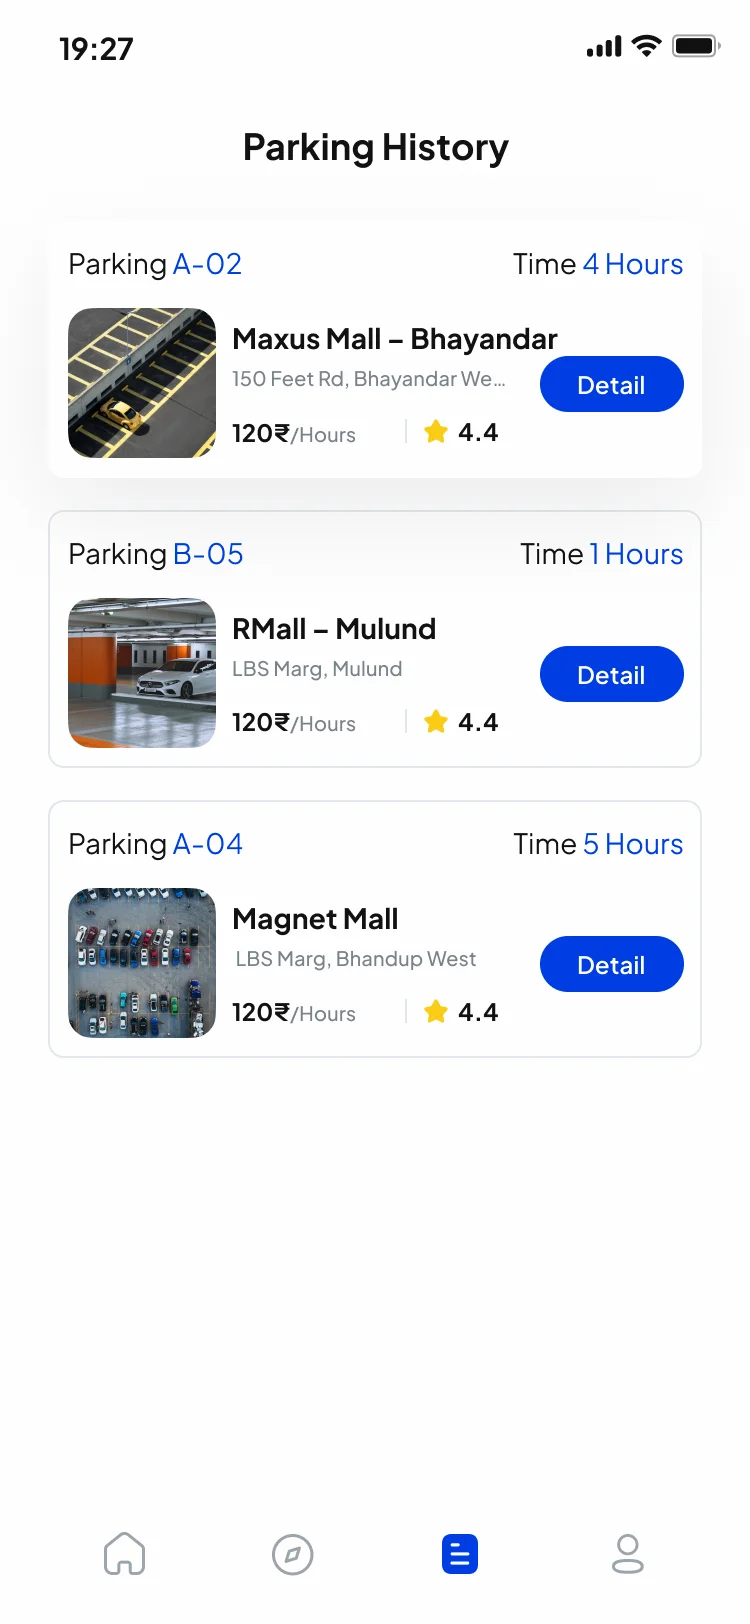 19:27
Parking History
Parking A-02
Time 4 Hours
Maxus Mall – Bhayandar
150 Feet Rd, Bhayandar We...
Detail
120₹/Hours
4.4
Parking B-05
Time 1 Hours
RMall – Mulund
LBS Marg, Mulund
Detail
120₹/Hours
4.4
Parking A-04
Time 5 Hours
Magnet Mall
LBS Marg, Bhandup West
Detail
120₹/Hours
4.4